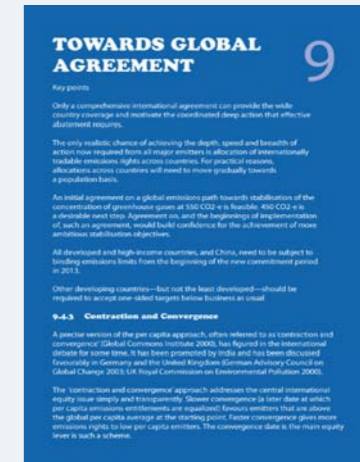 TOWARDS GLOBAL
AGREEMENT
9
Key points
Only a comprehensive international agreement can provide the wide
country coverage and motivate the coordinated deep action that effective
abatement requires.
The only realistic chance of achieving the depth, speed and breadth of
action now required from all major emitters is allocation of internationally
tradable emissions rights across countries. For practical reasons,
allocations across countries will need to move gradually towards
a population basis.
An initial agreement on a global emissions path towards stabilisation of the
concentration of greenhouse gases at 550 CO2-e is feasible. 450 CO2-e is
a desirable next step. Agreement on, and the beginnings of implementation
of, such an agreement, would build confidence for the achievement of more
ambitious stabilisation objectives.
All developed and high-income countries, and China, need to be subject to
binding emissions limits from the beginning of the new commitment period
in 2013.
Other developing countries—but not the least developed—should be
required to accept one-sided targets below business as usual
9.4.3 Contraction and Convergence
A precise version of the per capita approach, often referred to as 'contraction and
convergence' (Global Commons Institute 2000), has figured in the international
debate for some time. It has been promoted by India and has been discussed
favourably in Germany and the United Kingdom (German Advisory Council on
Global Change 2003; UK Royal Commission on Environmental Pollution 2000).
The 'contraction and convergence' approach addresses the central international
equity issue simply and transparently. Slower convergence (a later date at which
per capita emissions entitlements are equalised) favours emitters that are above
the global per capita average at the starting point. Faster convergence gives more
emissions rights to low per capita emitters. The convergence date is the main equity
lever is such a scheme.